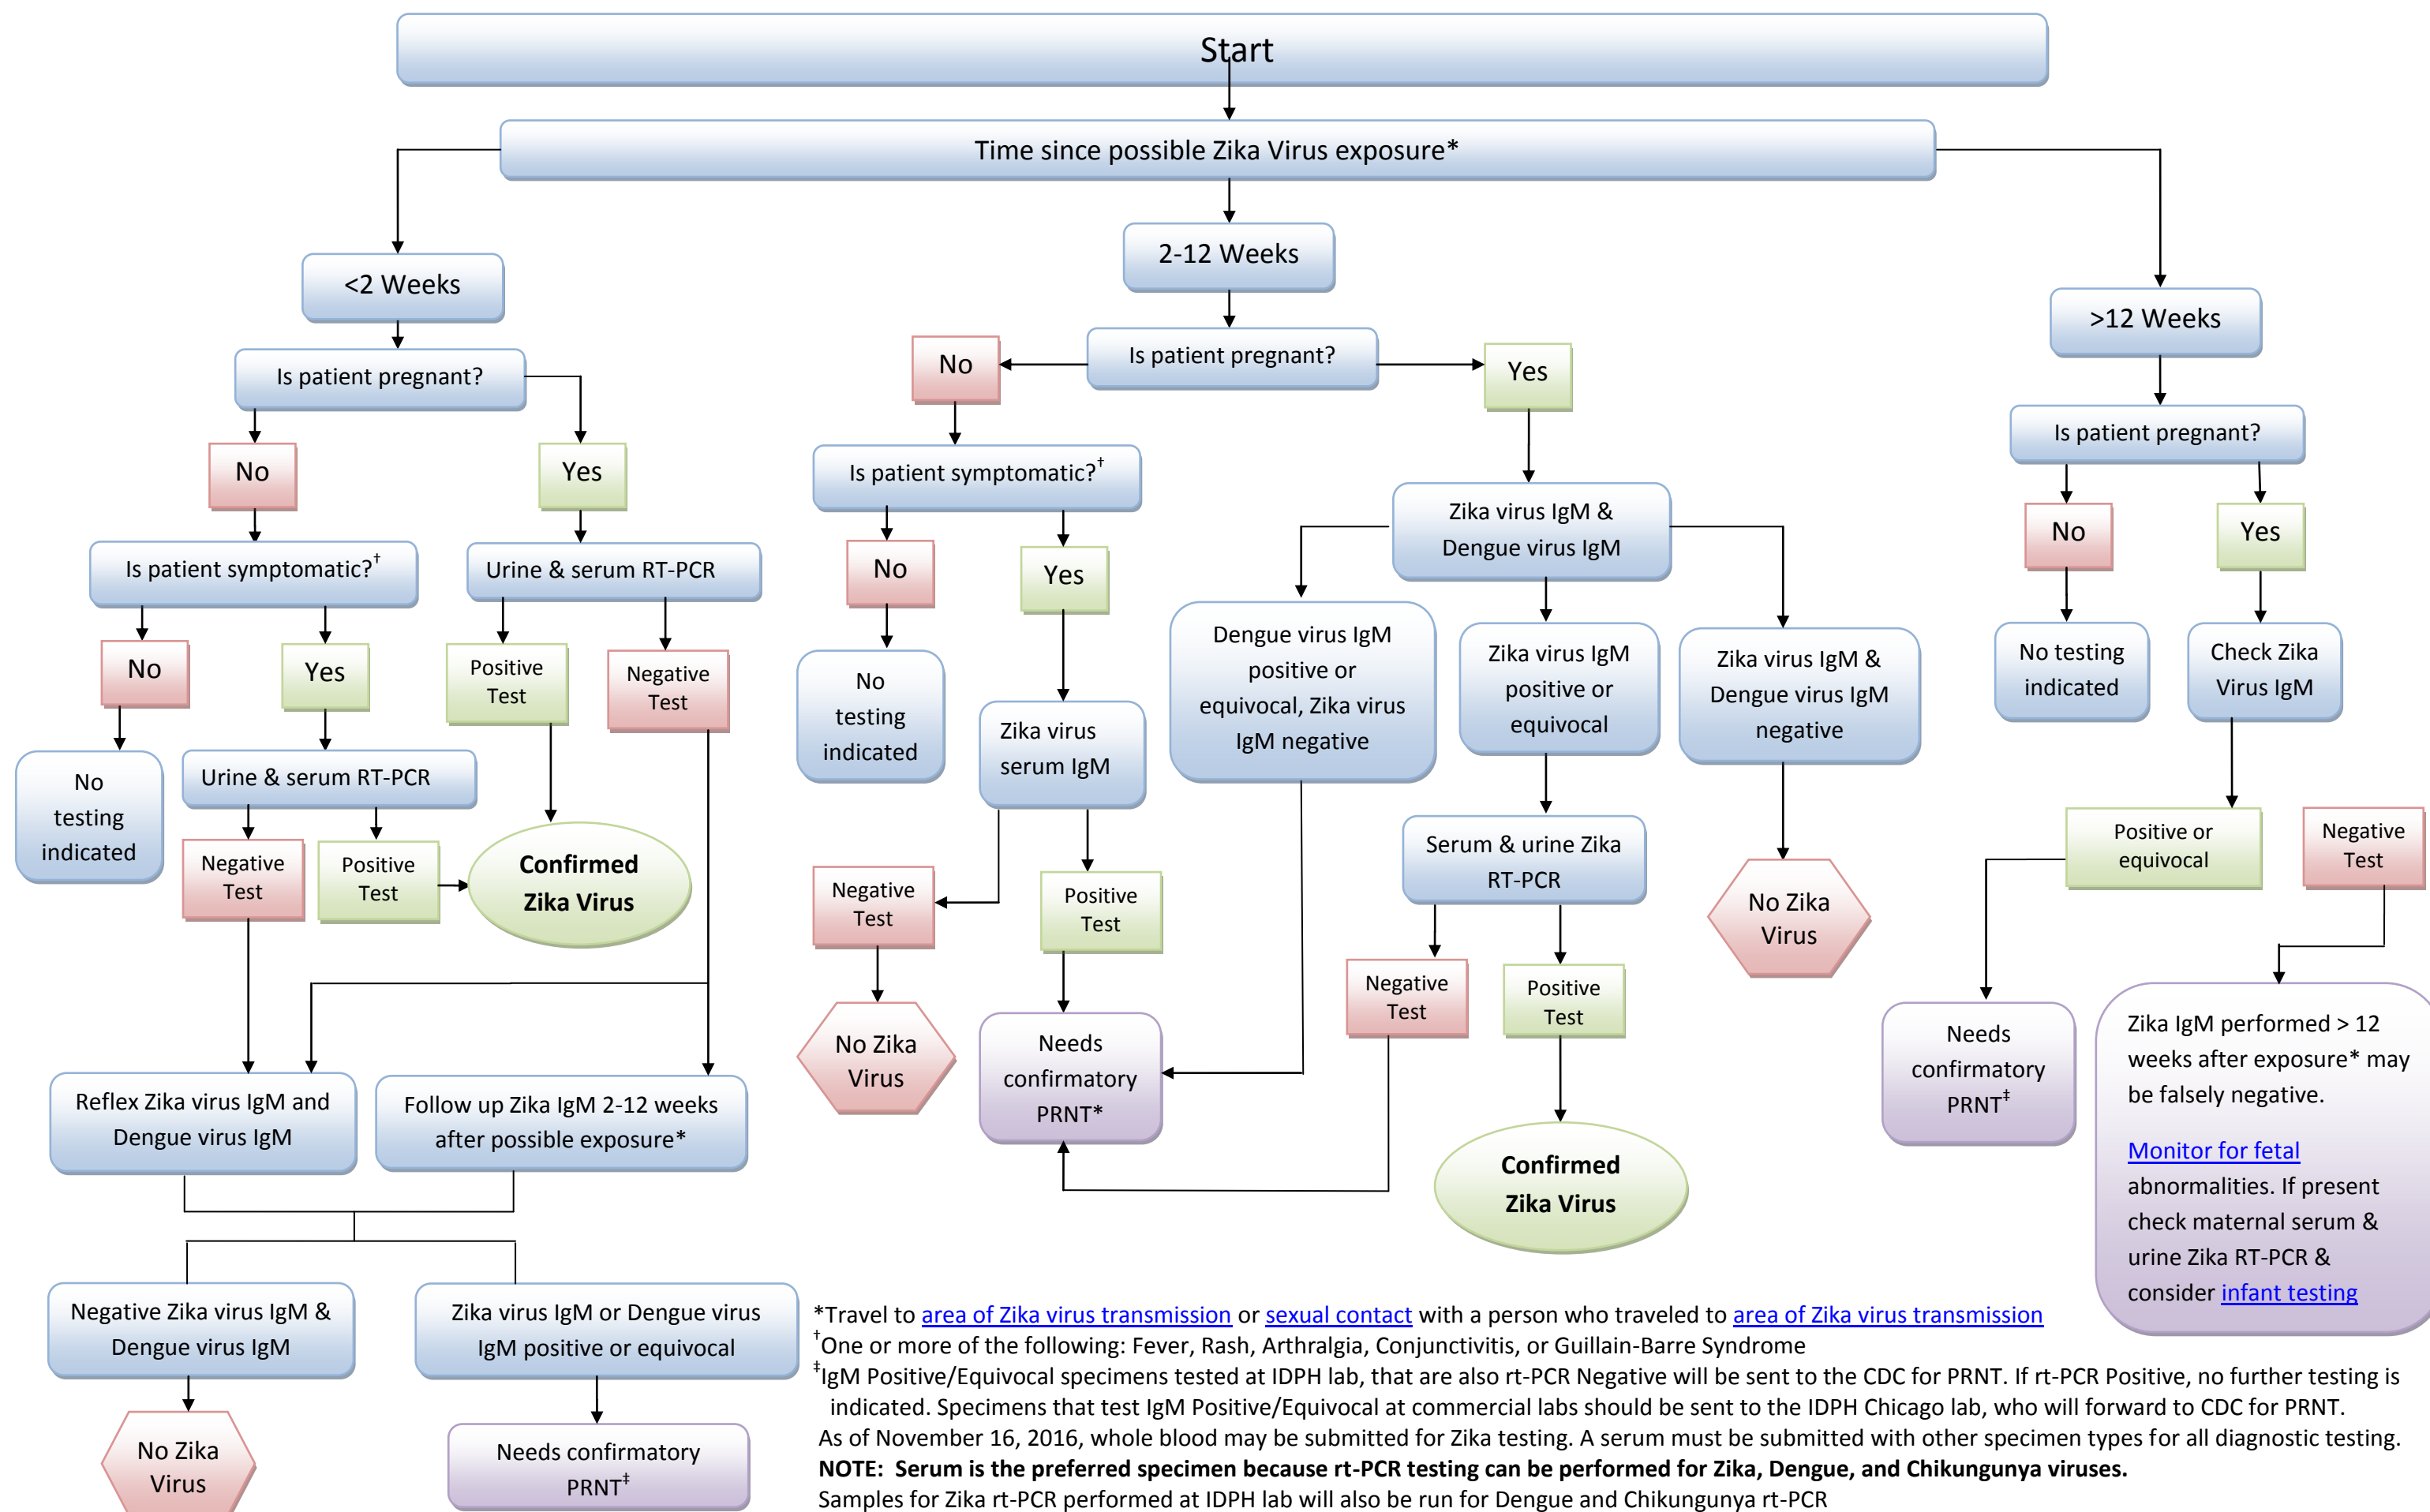 Start
Time since possible Zika Virus exposure*
<2 Weeks
Is patient pregnant?
No
Yes
Is patient symptomatic?†
Urine & serum RT-PCR
No
Yes
Positive
Test
Negative
Test
No
testing
indicated
Urine & serum RT-PCR
Negative
Test
Positive
Test
Confirmed
Zika Virus
Reflex Zika virus IgM and
Dengue virus IgM
Follow up Zika IgM 2-12 weeks
after possible exposure*
Negative Zika virus IgM &
Dengue virus IgM
Zika virus IgM or Dengue virus
IgM positive or equivocal
No Zika
Virus
Needs confirmatory
PRNT‡
2-12 Weeks
Is patient pregnant?
No
Yes
Is patient symptomatic?†
No
Yes
No
testing
indicated
Zika virus
serum IgM
Negative
Test
Positive
Test
No Zika
Virus
Needs
confirmatory
PRNT*
Zika virus IgM &
Dengue virus IgM
Dengue virus IgM
positive or
equivocal, Zika virus
IgM negative
Zika virus IgM
positive or
equivocal
Zika virus IgM &
Dengue virus IgM
negative
Serum & urine Zika
RT-PCR
No Zika
Virus
Negative
Test
Positive
Test
Confirmed
Zika Virus
>12 Weeks
Is patient pregnant?
No
Yes
No testing
indicated
Check Zika
Virus IgM
Positive or
equivocal
Negative
Test
Needs
confirmatory
PRNT‡
Zika IgM performed > 12
weeks after exposure* may
be falsely negative.
Monitor for fetal
abnormalities. If present
check maternal serum &
urine Zika RT-PCR &
consider infant testing
*Travel to area of Zika virus transmission or sexual contact with a person who traveled to area of Zika virus transmission
†One or more of the following: Fever, Rash, Arthralgia, Conjunctivitis, or Guillain-Barre Syndrome
‡IgM Positive/Equivocal specimens tested at IDPH lab, that are also rt-PCR Negative will be sent to the CDC for PRNT. If rt-PCR Positive, no further testing is
indicated. Specimens that test IgM Positive/Equivocal at commercial labs should be sent to the IDPH Chicago lab, who will forward to CDC for PRNT.
As of November 16, 2016, whole blood may be submitted for Zika testing. A serum must be submitted with other specimen types for all diagnostic testing.
NOTE: Serum is the preferred specimen because rt-PCR testing can be performed for Zika, Dengue, and Chikungunya viruses.
Samples for Zika rt-PCR performed at IDPH lab will also be run for Dengue and Chikungunya rt-PCR